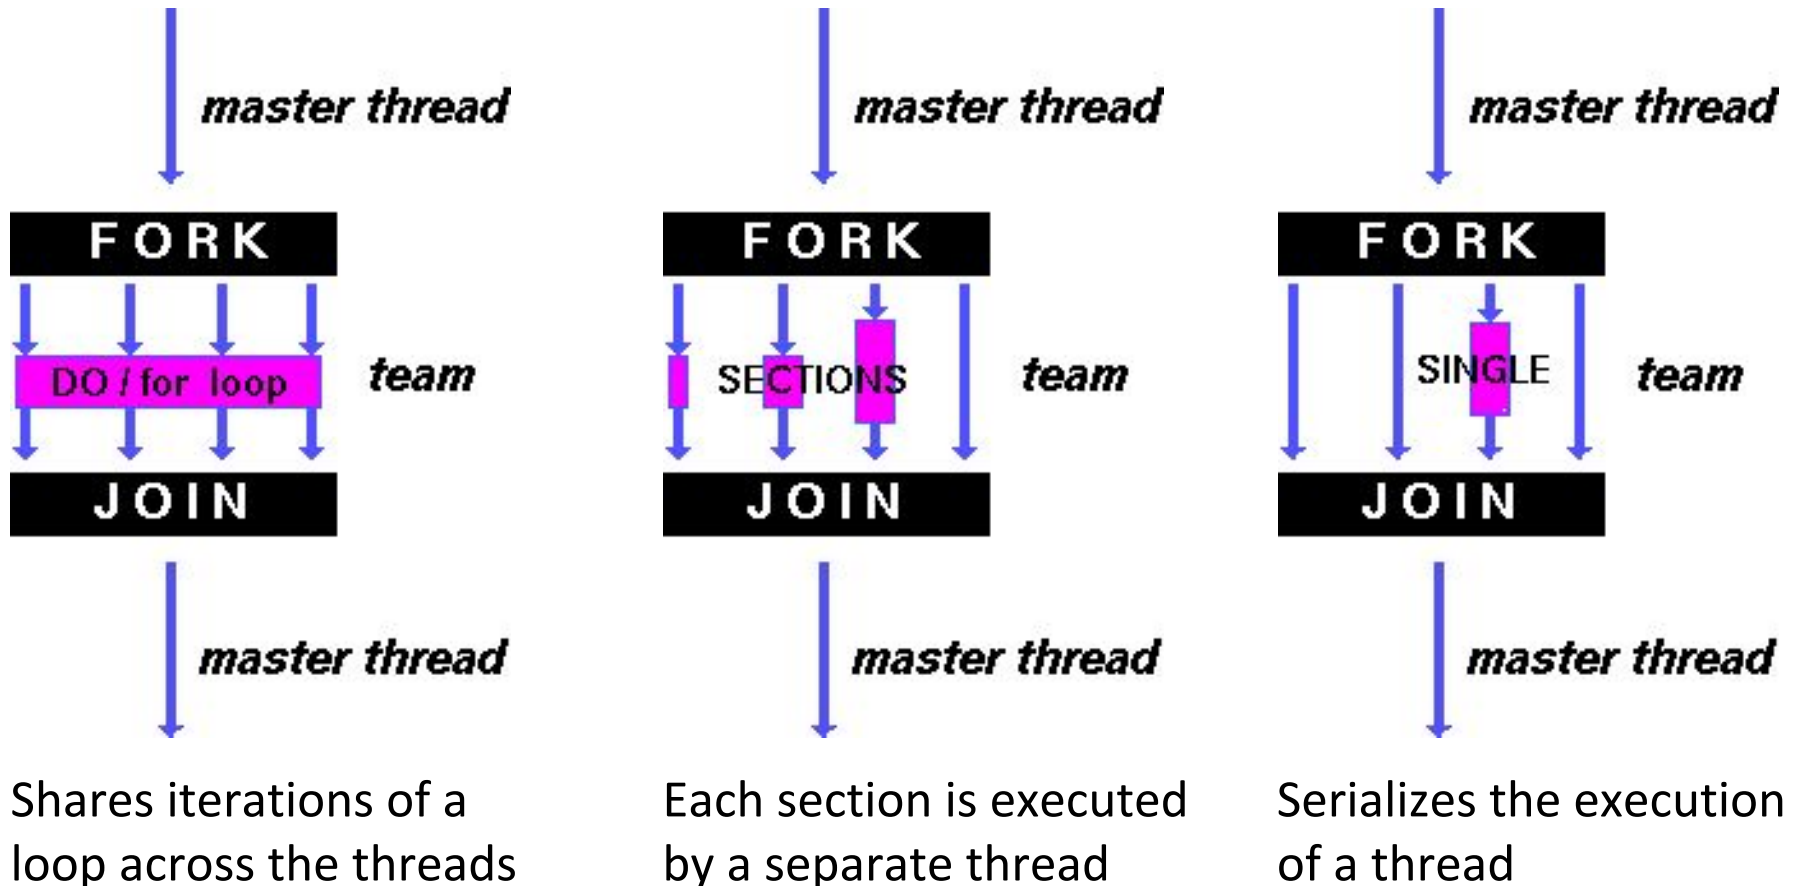 master thread
FORK
DO / for loop
team
JOIN
master thread
Shares iterations of a
loop across the threads
master thread
FORK
SECTIONS
team
JOIN
master thread
Each section is executed
by a separate thread
master thread
FORK
SINGLE
team
JOIN
master thread
Serializes the execution
of a thread